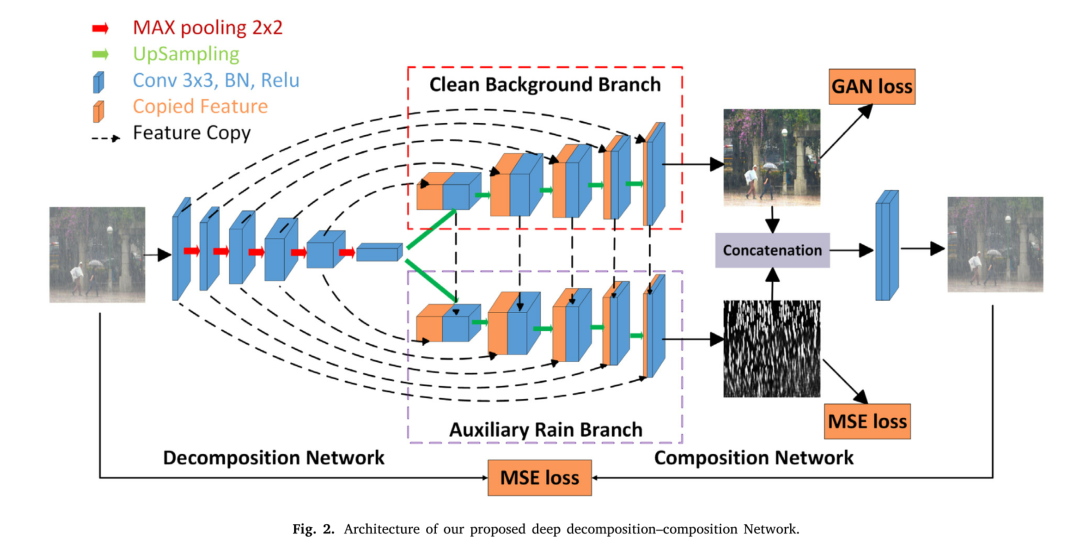 MAX pooling 2x2
UpSampling
Conv 3x3, BN, Relu
Copied Feature
Feature Copy
Clean Background Branch
GAN loss
Concatenation
Auxiliary Rain Branch
MSE loss
Decomposition Network
Composition Network
MSE loss
Fig. 2. Architecture of our proposed deep decomposition–composition Network.